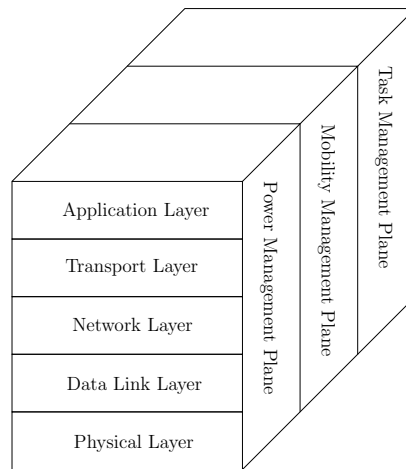 Application Layer
Transport Layer
Network Layer
Data Link Layer
Physical Layer
Power Management Plane
Mobility Management Plane
Task Management Plane